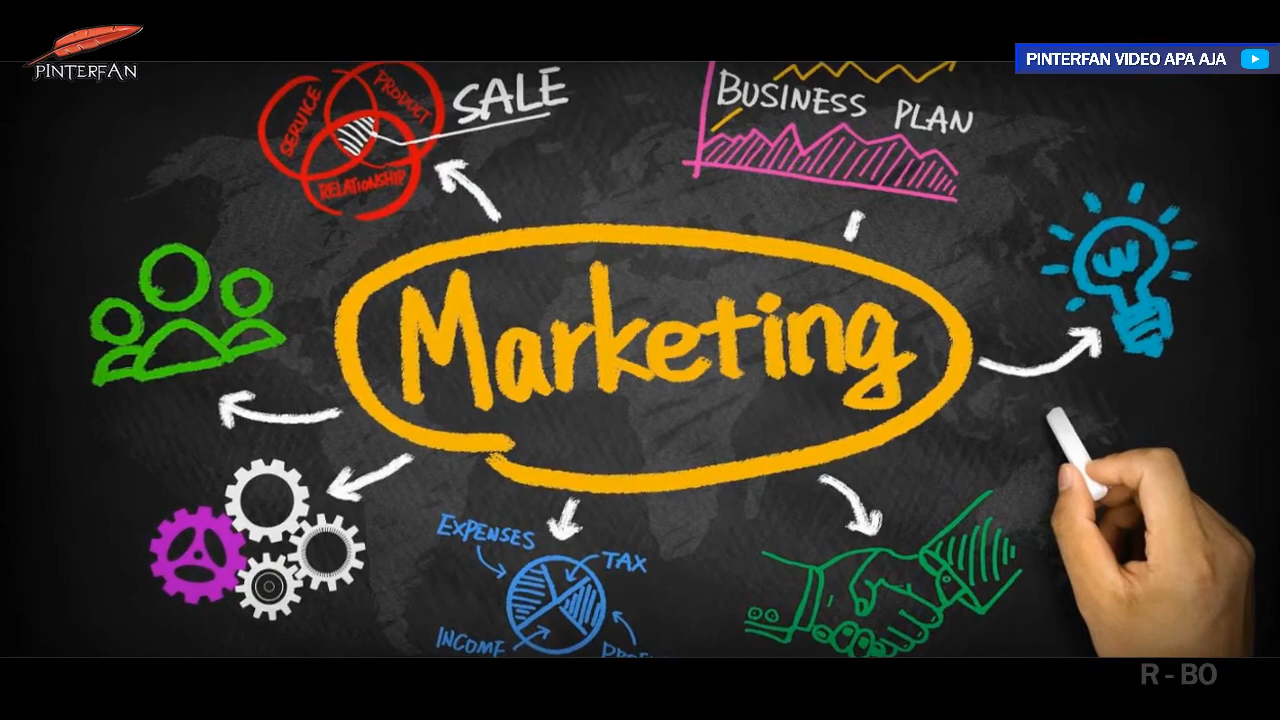 PINTERFAN
PINTERFAN VIDEO APA AJA
SERVICE
PRODUCT
RELATIONSHIP
SALE
BUSINESS PLAN
Marketing
EXPENSES
TAX
INCOME
R - BO